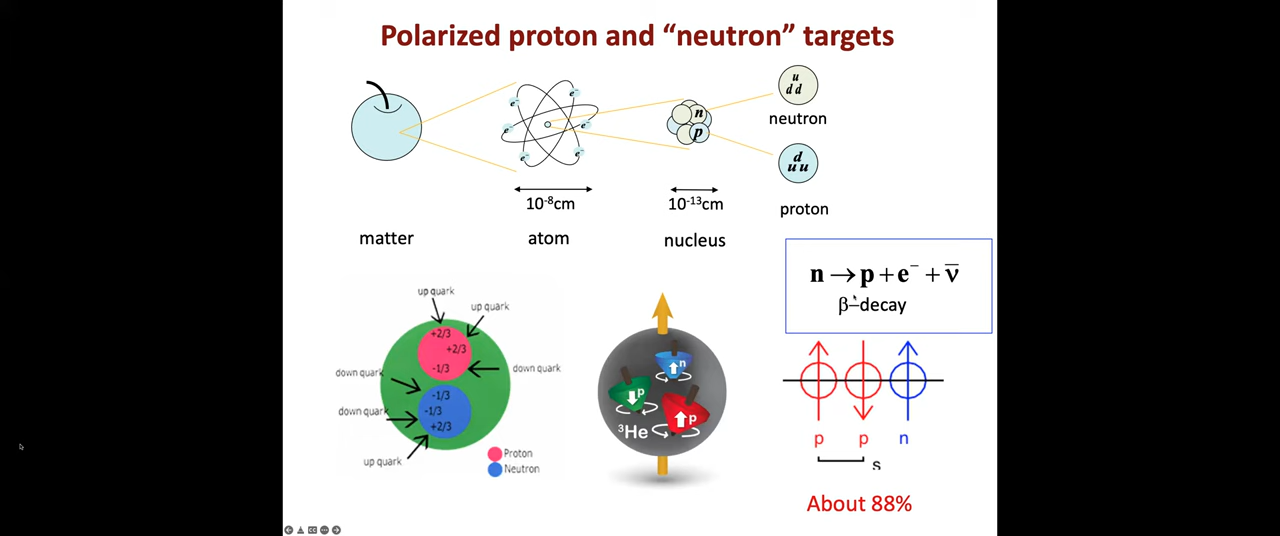 Polarized proton and “neutron” targets
e⁻
e⁻
e⁻
e⁻
e⁻
e⁻
n
p
u
d d
neutron
d
u u
proton
10⁻⁸cm
10⁻¹³cm
matter
atom
nucleus
n → p + e⁻ + ν̅
β–decay
up quark
up quark
+2/3
+2/3
-1/3
down quark
down quark
-1/3
down quark
-1/3
+2/3
up quark
Proton
Neutron
n
p
p
³He
p
p
n
s
About 88%